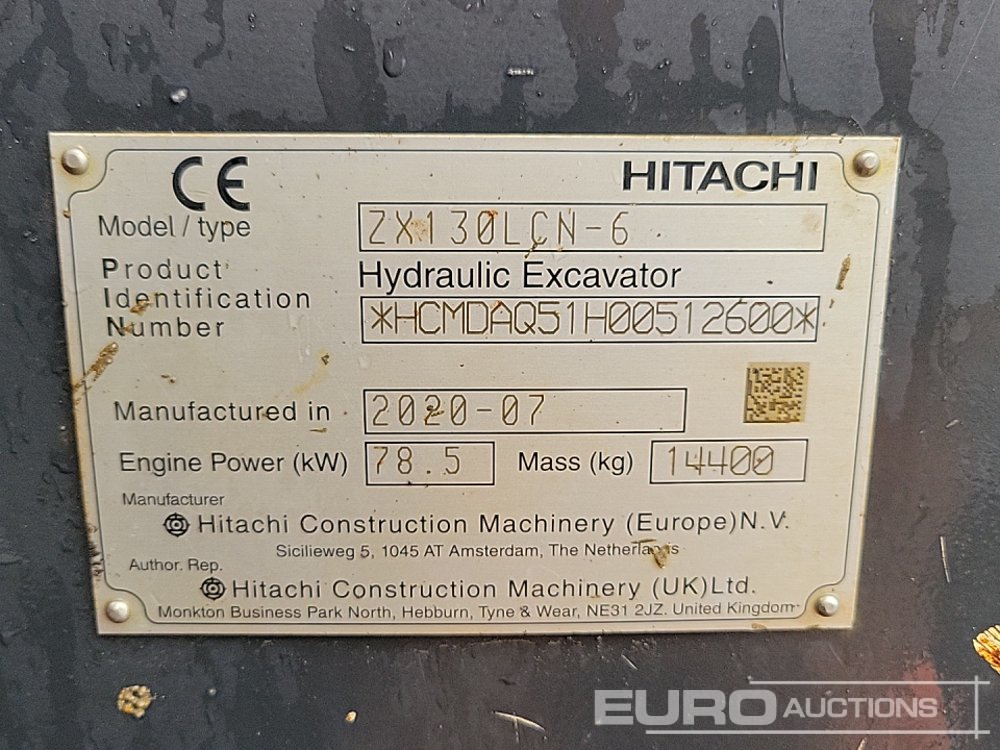 CE HITACHI
Model / type ZX130LCN-6
Product Hydraulic Excavator
Identification
Number *HCMDAQ51H00512600*
Manufactured in 2020-07
Engine Power (kW) 78.5 Mass (kg) 14400
Manufacturer
Hitachi Construction Machinery (Europe)N.V.
Sicilieweg 5, 1045 AT Amsterdam, The Netherlands
Author. Rep.
Hitachi Construction Machinery (UK)Ltd.
Monkton Business Park North, Hebburn, Tyne & Wear, NE31 2JZ. United Kingdom
EURO AUCTIONS